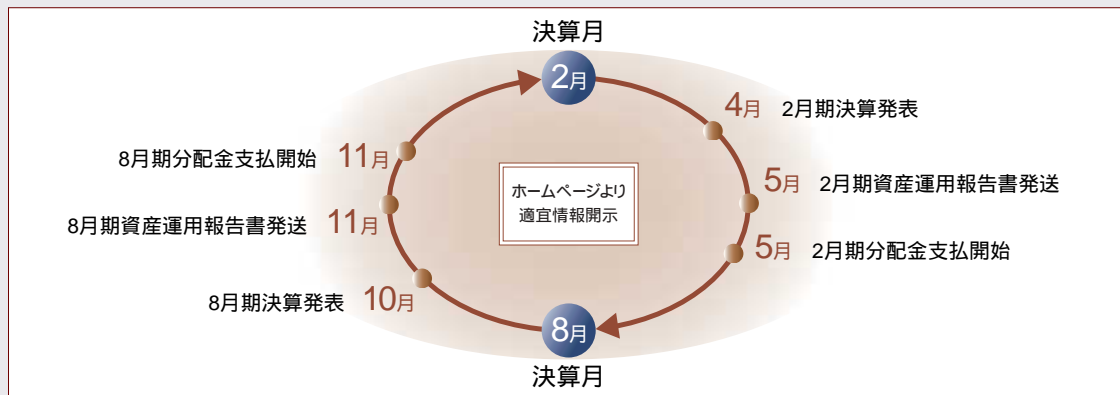 決算月
2月
4月 2月期決算発表
5月 2月期資産運用報告書発送
5月 2月期分配金支払開始
8月
決算月
8月期決算発表 10月
8月期資産運用報告書発送 11月
8月期分配金支払開始 11月
ホームページより
適宜情報開示